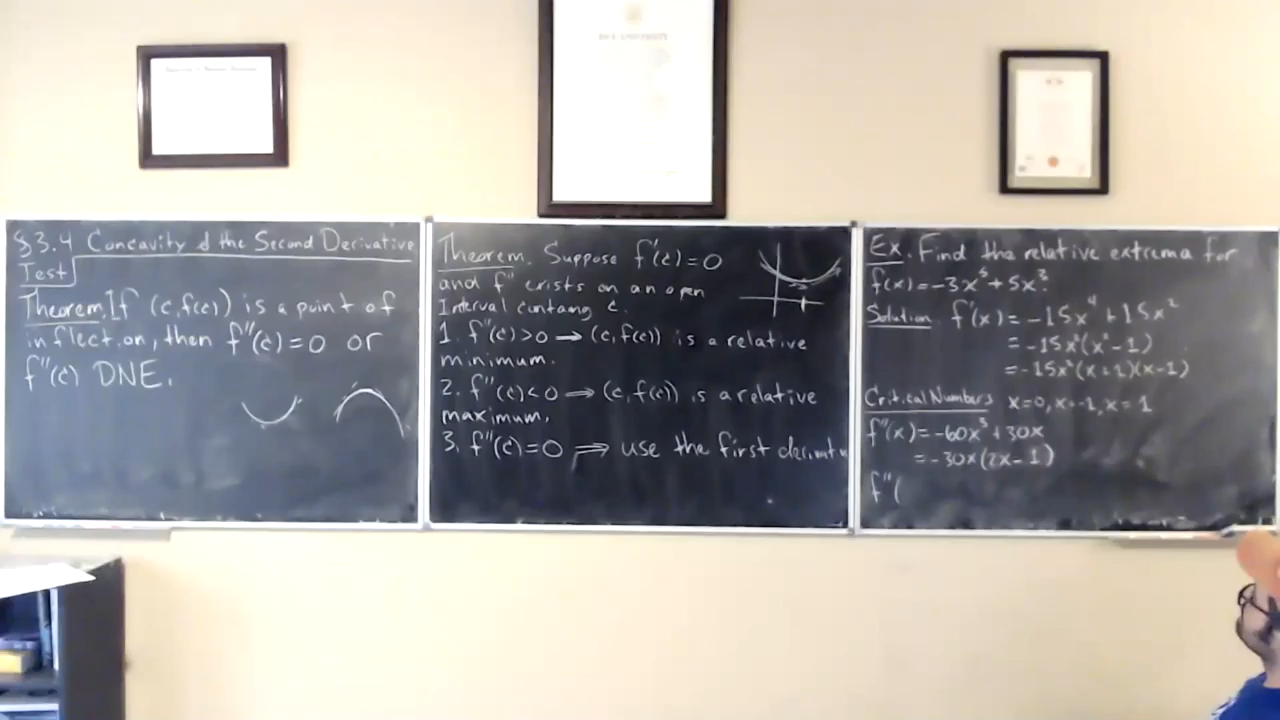 §3.4 Concavity & the Second Derivative
Test
Theorem. If (c, f(c)) is a point of
inflection, then f''(c) = 0 or
f''(c) DNE.
Theorem. Suppose f'(c) = 0
and f'' exists on an open
Interval containg c.
1. f''(c) > 0 ⟹ (c, f(c)) is a relative
minimum.
2. f''(c) < 0 ⟹ (c, f(c)) is a relative
maximum.
3. f''(c) = 0 ⟹ use the first
Ex. Find the relative extrema for
f(x) = -3x⁵ + 5x³.
Solution f'(x) = -15x⁴ + 15x²
= -15x²(x² - 1)
= -15x²(x+1)(x-1)
Critical Numbers x=0, x=-1, x=1
f''(x) = -60x³ + 30x
= -30x(2x - 1)
f''(